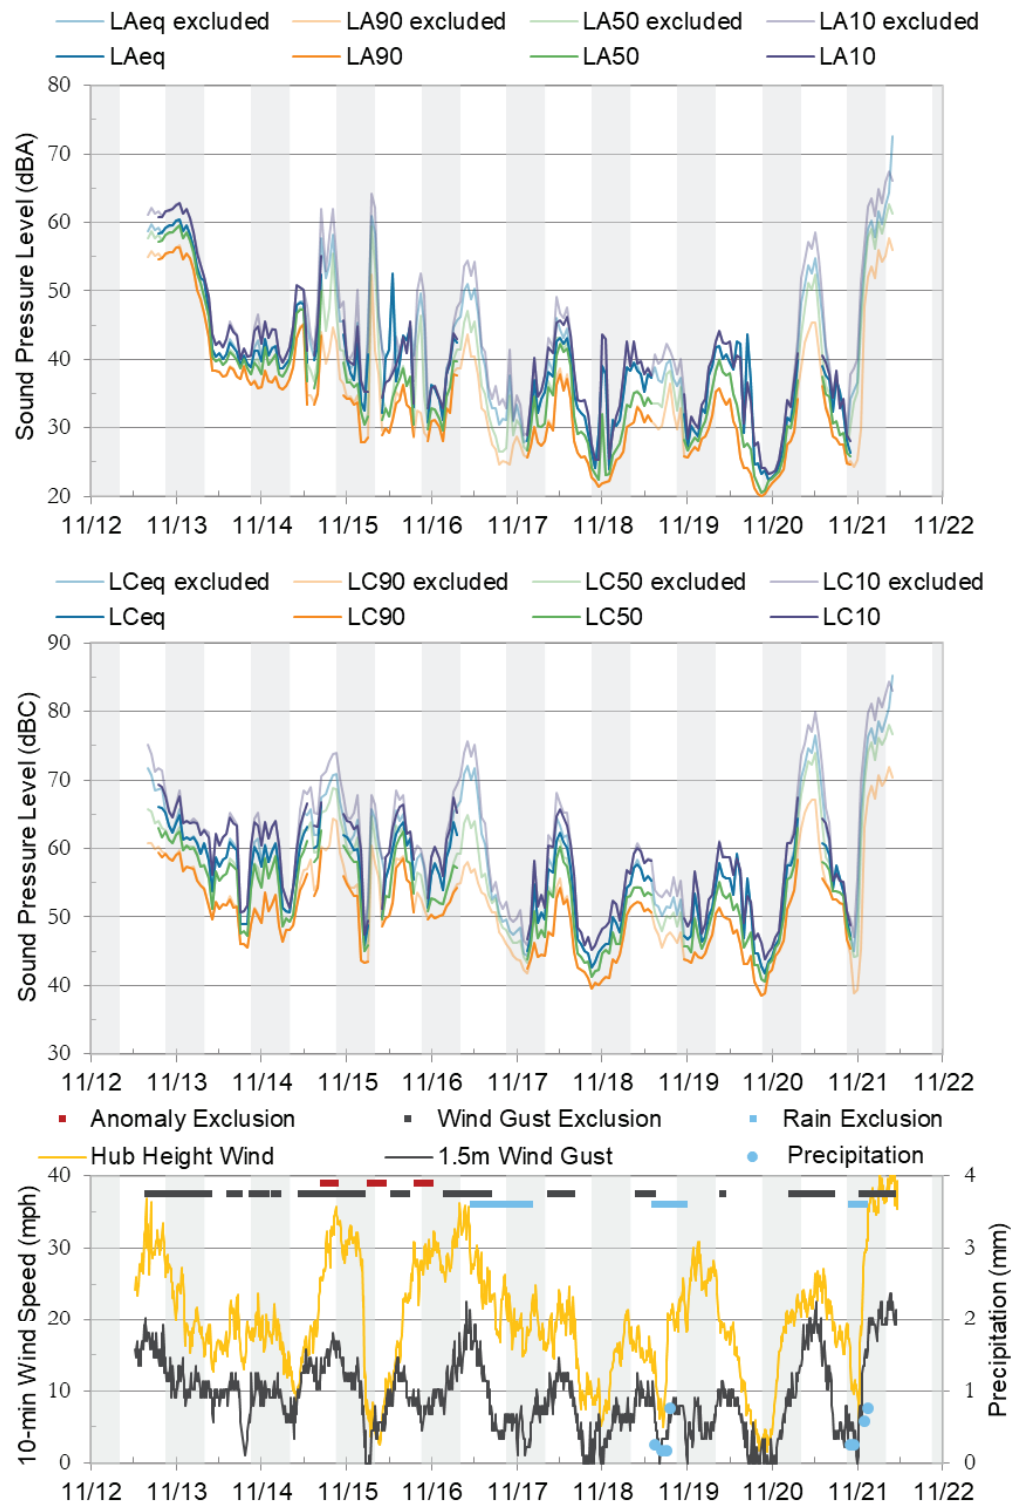 LAeq excluded LA90 excluded LA50 excluded LA10 excluded
LAeq LA90 LA50 LA10
80
70
60
50
40
30
20
Sound Pressure Level (dBA)
11/12 11/13 11/14 11/15 11/16 11/17 11/18 11/19 11/20 11/21 11/22
LCeq excluded LC90 excluded LC50 excluded LC10 excluded
LCeq LC90 LC50 LC10
90
80
70
60
50
40
30
Sound Pressure Level (dBC)
11/12 11/13 11/14 11/15 11/16 11/17 11/18 11/19 11/20 11/21 11/22
Anomaly Exclusion Wind Gust Exclusion Rain Exclusion
Hub Height Wind 1.5m Wind Gust Precipitation
40 4
30 3
20 2
10 1
0 0
10-min Wind Speed (mph)
Precipitation (mm)
11/12 11/13 11/14 11/15 11/16 11/17 11/18 11/19 11/20 11/21 11/22